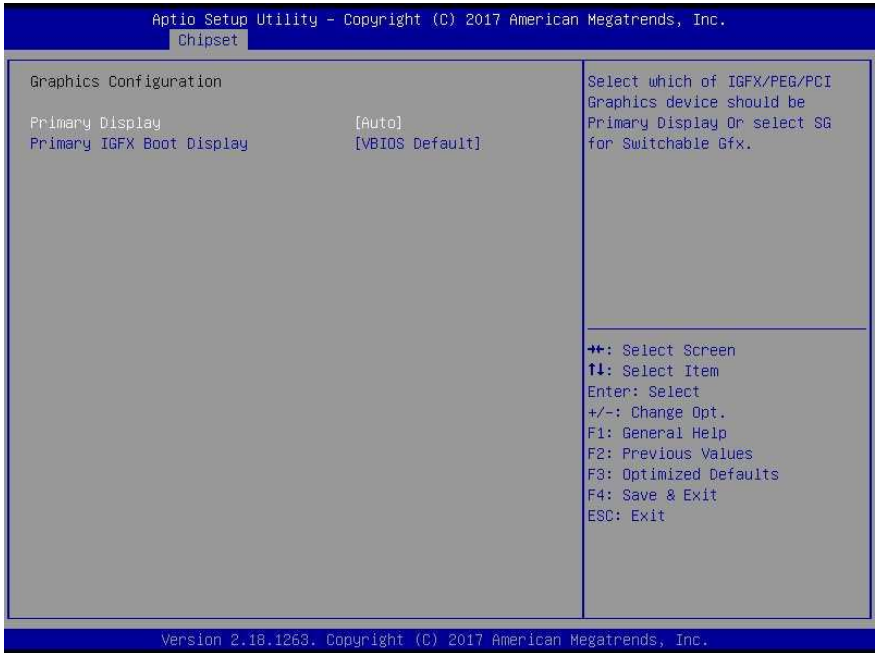 Aptio Setup Utility – Copyright (C) 2017 American Megatrends, Inc.
Chipset
Graphics Configuration
Primary Display [Auto]
Primary IGFX Boot Display [VBIOS Default]
Select which of IGFX/PEG/PCI
Graphics device should be
Primary Display Or select SG
for Switchable Gfx.
→←: Select Screen
↑↓: Select Item
Enter: Select
+/-: Change Opt.
F1: General Help
F2: Previous Values
F3: Optimized Defaults
F4: Save & Exit
ESC: Exit
Version 2.18.1263. Copyright (C) 2017 American Megatrends, Inc.